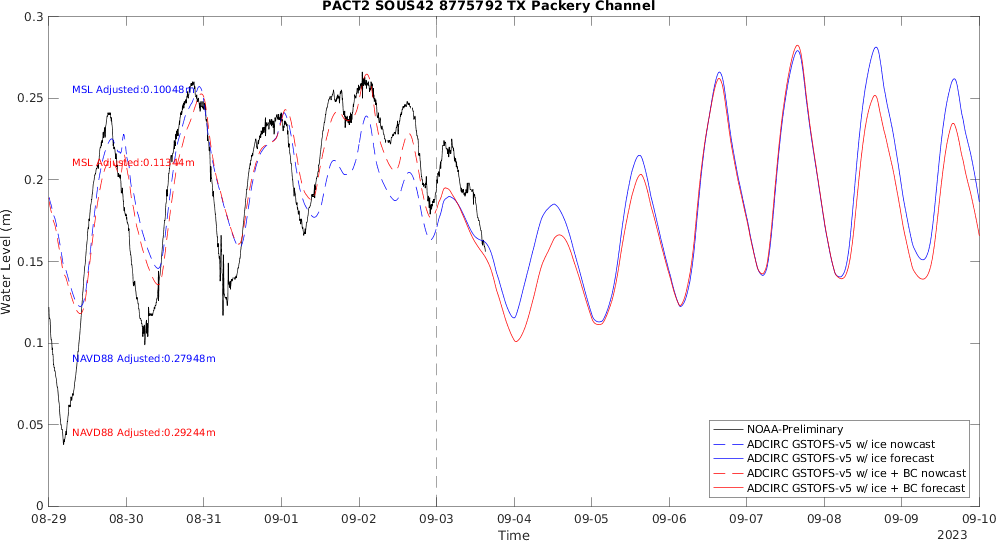 PACT2 SOUS42 8775792 TX Packery Channel
0.3
0.25
0.2
0.15
0.1
0.05
0
Water Level (m)
MSL Adjusted:0.10048m
MSL Adjusted:0.11344m
NAVD88 Adjusted:0.27948m
NAVD88 Adjusted:0.29244m
NOAA-Preliminary
ADCIRC GSTOFS-v5 w/ ice nowcast
ADCIRC GSTOFS-v5 w/ ice forecast
ADCIRC GSTOFS-v5 w/ ice + BC nowcast
ADCIRC GSTOFS-v5 w/ ice + BC forecast
08-29 08-30 08-31 09-01 09-02 09-03 09-04 09-05 09-06 09-07 09-08 09-09 09-10
Time
2023